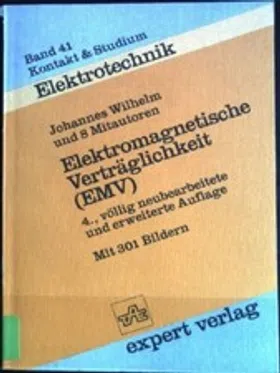 Band 41
Kontakt & Studium
Elektrotechnik
Johannes Wilhelm
und 8 Mitautoren
Elektromagnetische
Verträglichkeit
(EMV)
4., völlig neubearbeitete
und erweiterte Auflage
Mit 301 Bildern
TAE
expert verlag